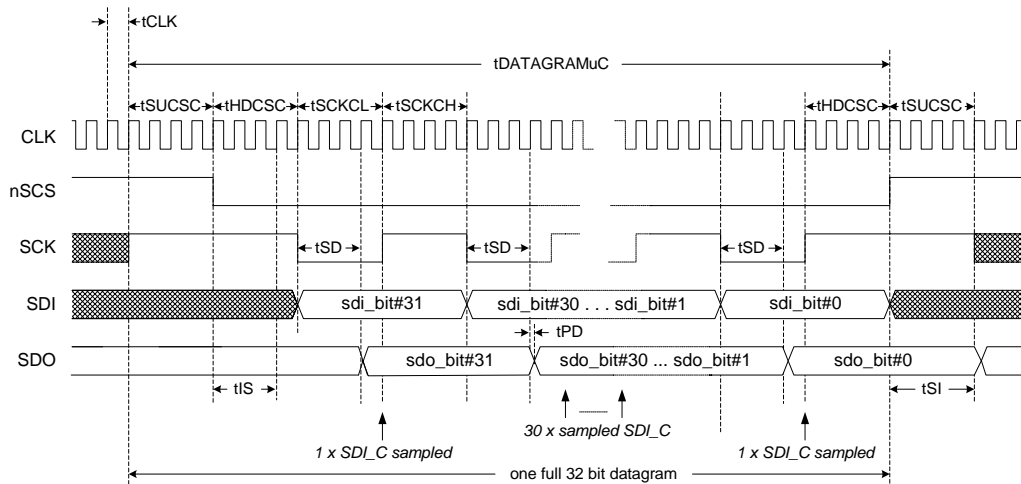 tCLK
tDATAGRAMuC
tSUCSC tHDCSC tSCKCL tSCKCH tHDCSC tSUCSC
CLK
nSCS
SCK tSD tSD tSD
SDI sdi_bit#31 sdi_bit#30 . . . sdi_bit#1 sdi_bit#0
tPD
SDO sdo_bit#31 sdo_bit#30 ... sdo_bit#1 sdo_bit#0
tIS tSI
30 x sampled SDI_C
1 x SDI_C sampled 1 x SDI_C sampled
one full 32 bit datagram